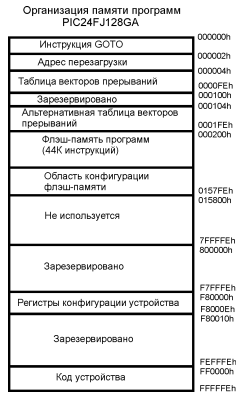 Организация памяти программ
PIC24FJ128GA
000000h
Инструкция GOTO
000002h
Адрес перезагрузки
000004h
Таблица векторов прерываний
0000FEh
000100h
Зарезервировано
000104h
Альтернативная таблица векторов
прерываний
0001FEh
000200h
Флэш-память программ
(44К инструкций)
Область конфигурации
флэш-памяти
0157FEh
015800h
Не используется
7FFFFEh
800000h
Зарезервировано
F7FFFEh
F80000h
Регистры конфигурации устройства
F8000Eh
F80010h
Зарезервировано
FEFFFEh
FF0000h
Код устройства
FFFFFEh